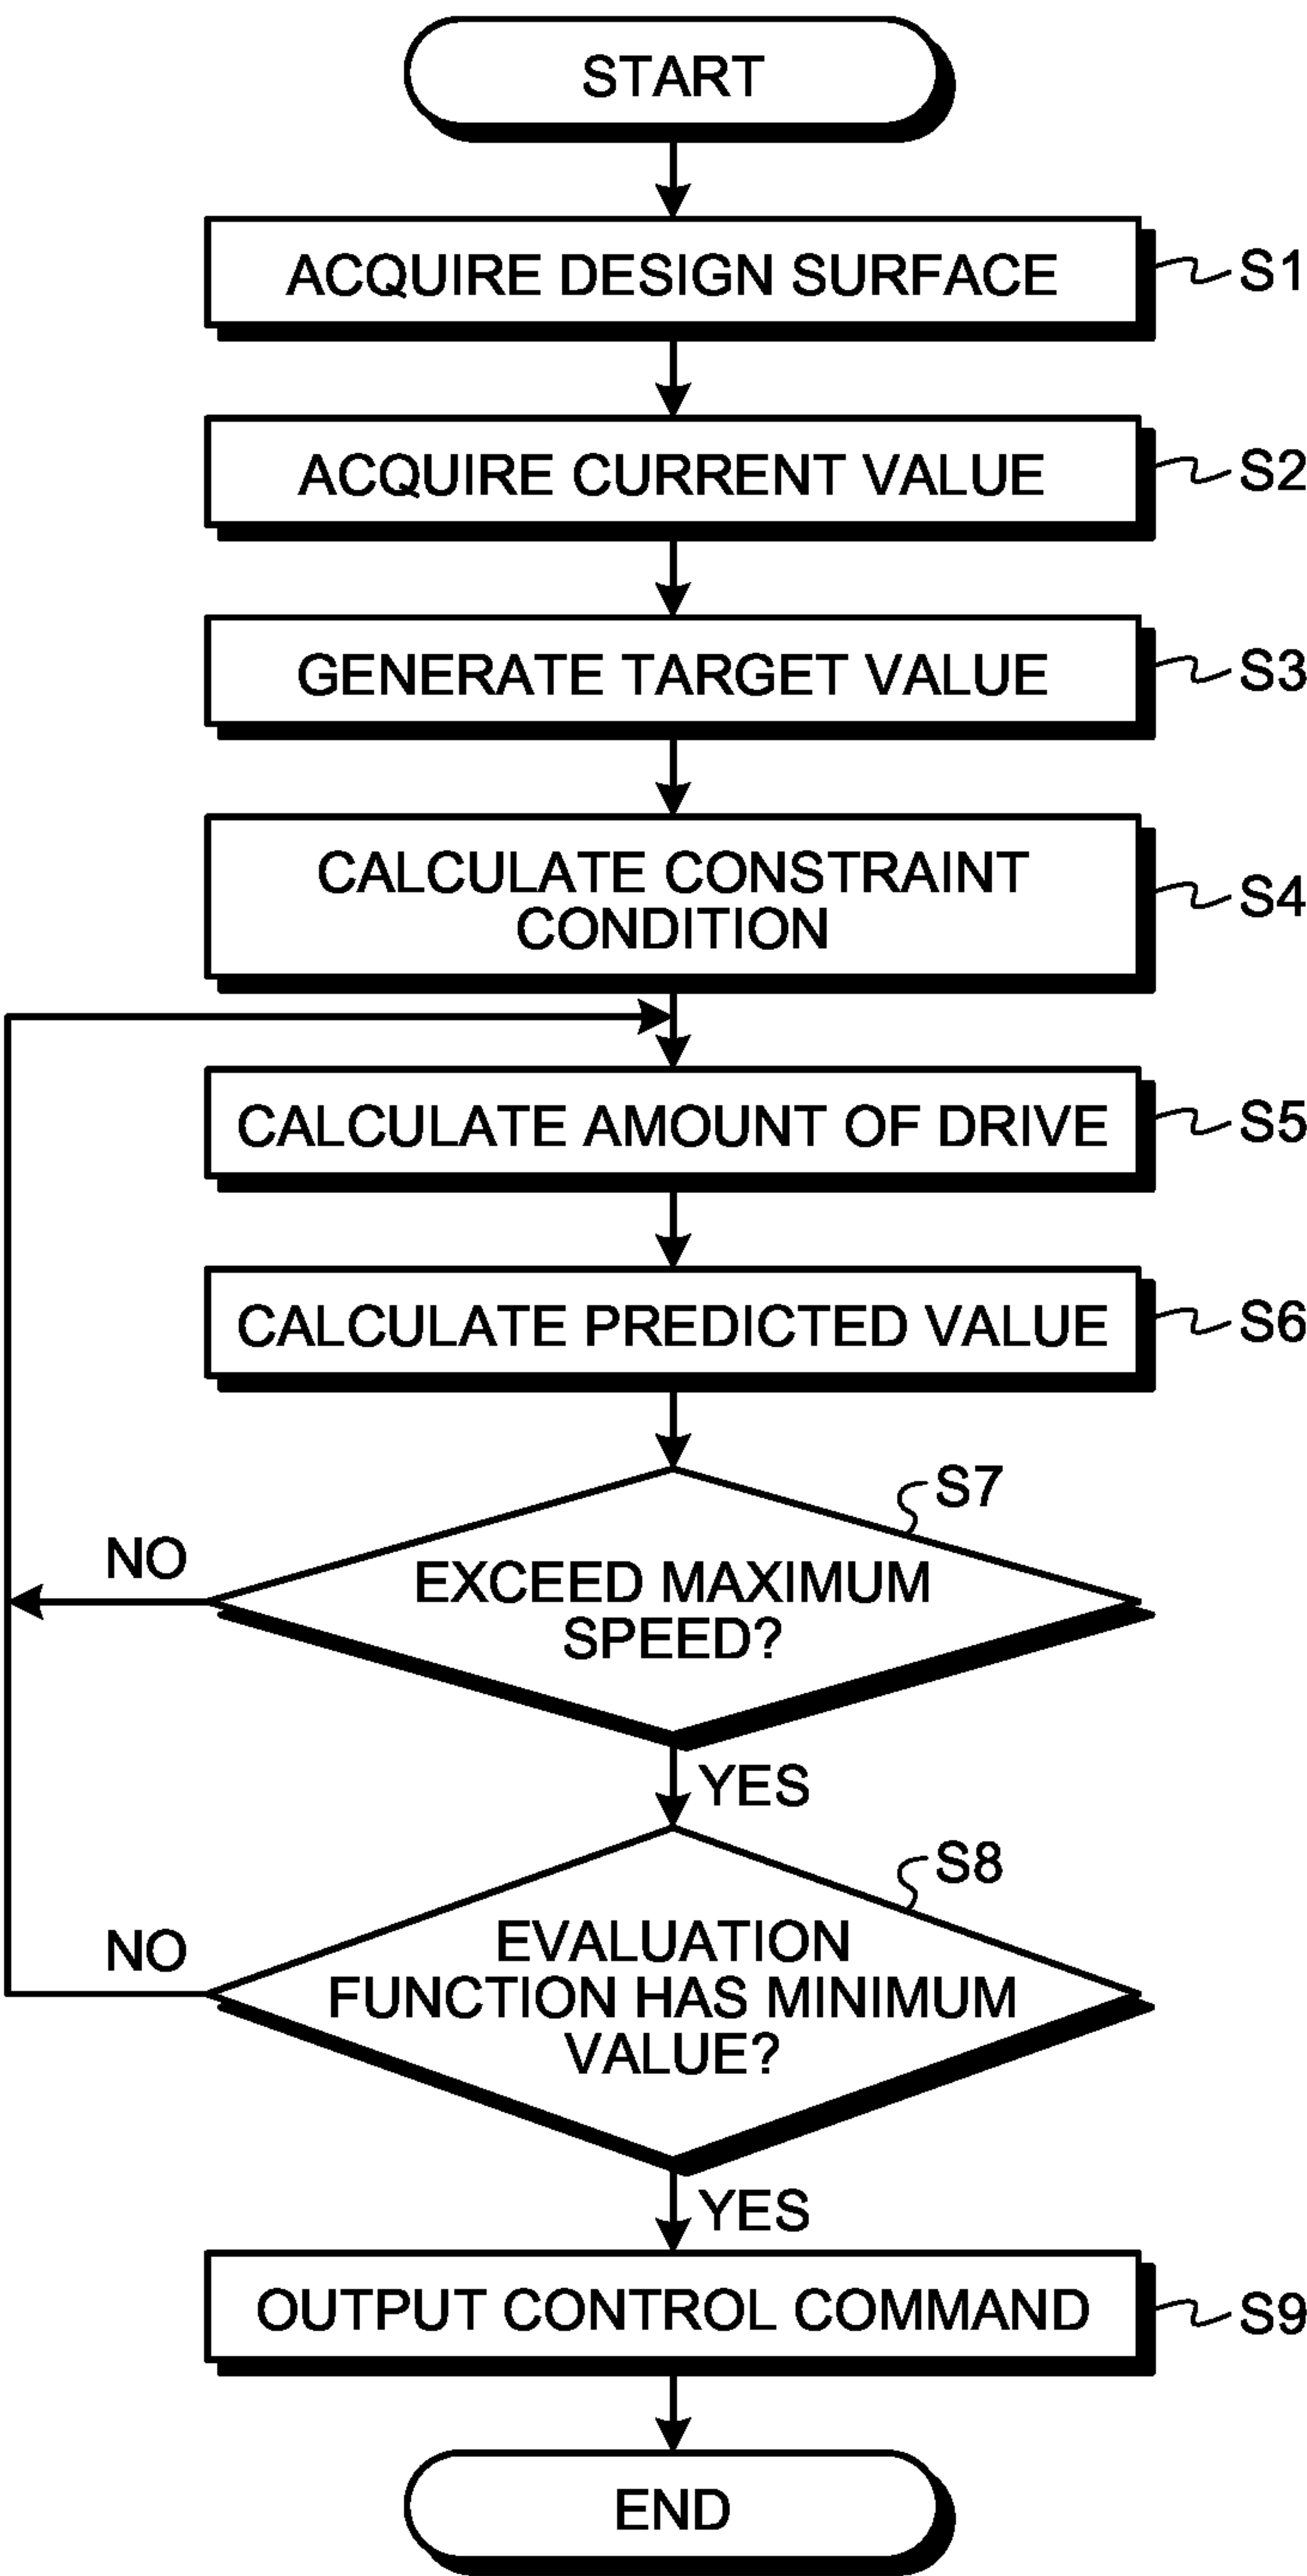 START
ACQUIRE DESIGN SURFACE
S1
ACQUIRE CURRENT VALUE
S2
GENERATE TARGET VALUE
S3
CALCULATE CONSTRAINT
CONDITION
S4
CALCULATE AMOUNT OF DRIVE
S5
CALCULATE PREDICTED VALUE
S6
S7
NO
EXCEED MAXIMUM
SPEED?
YES
S8
NO
EVALUATION
FUNCTION HAS MINIMUM
VALUE?
YES
OUTPUT CONTROL COMMAND
S9
END